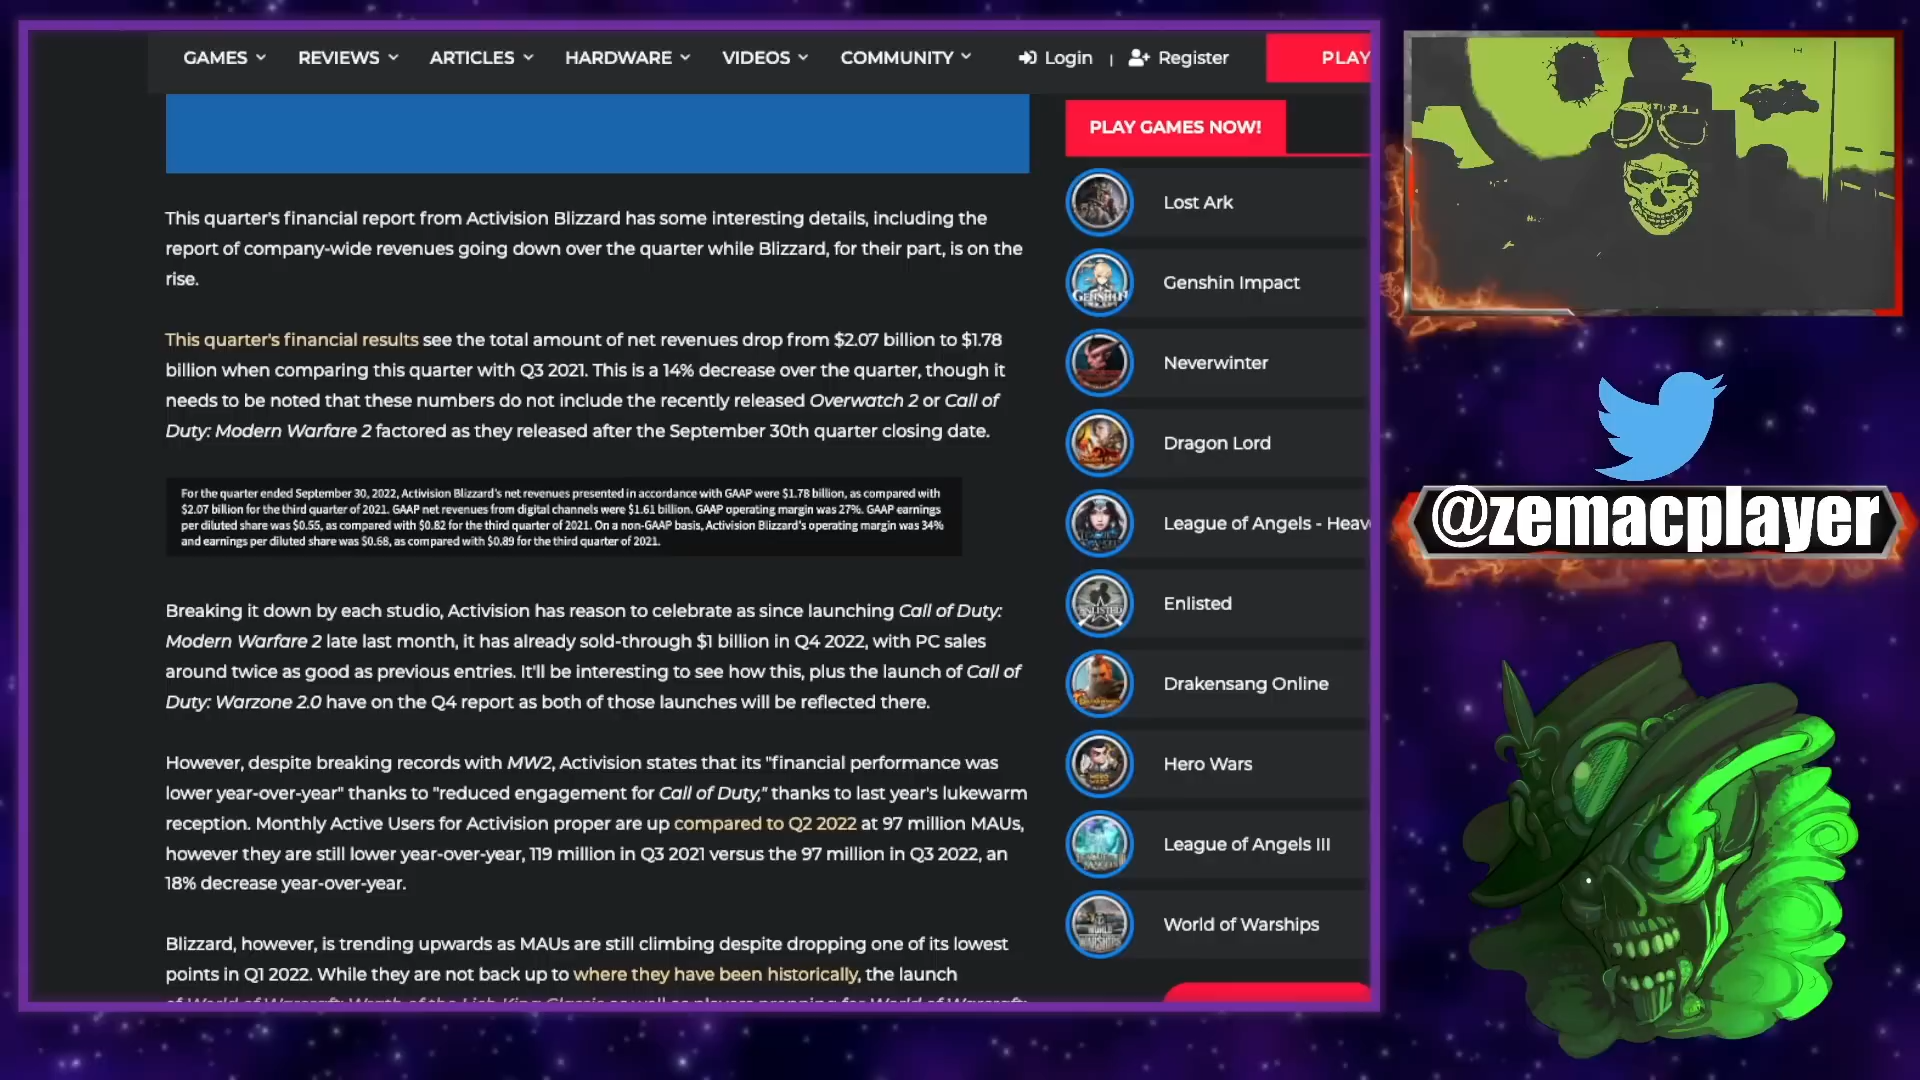 GAMES REVIEWS ARTICLES HARDWARE VIDEOS COMMUNITY Login | Register PLAY
PLAY GAMES NOW!
This quarter's financial report from Activision Blizzard has some interesting details, including the
report of company-wide revenues going down over the quarter while Blizzard, for their part, is on the
rise.
This quarter's financial results see the total amount of net revenues drop from $2.07 billion to $1.78
billion when comparing this quarter with Q3 2021. This is a 14% decrease over the quarter, though it
needs to be noted that these numbers do not include the recently released Overwatch 2 or Call of
Duty: Modern Warfare 2 factored as they released after the September 30th quarter closing date.
For the quarter ended September 30, 2022, Activision Blizzard's net revenues presented in accordance with GAAP were $1.78 billion, as compared with
$2.07 billion for the third quarter of 2021. GAAP net revenues from digital channels were $1.61 billion. GAAP operating margin was 27%. GAAP earnings
per diluted share was $0.55, as compared with $0.82 for the third quarter of 2021. On a non-GAAP basis, Activision Blizzard's operating margin was 34%
and earnings per diluted share was $0.68, as compared with $0.89 for the third quarter of 2021.
Breaking it down by each studio, Activision has reason to celebrate as since launching Call of Duty:
Modern Warfare 2 late last month, it has already sold-through $1 billion in Q4 2022, with PC sales
around twice as good as previous entries. It'll be interesting to see how this, plus the launch of Call of
Duty: Warzone 2.0 have on the Q4 report as both of those launches will be reflected there.
However, despite breaking records with MW2, Activision states that its "financial performance was
lower year-over-year" thanks to "reduced engagement for Call of Duty," thanks to last year's lukewarm
reception. Monthly Active Users for Activision proper are up compared to Q2 2022 at 97 million MAUs,
however they are still lower year-over-year, 119 million in Q3 2021 versus the 97 million in Q3 2022, an
18% decrease year-over-year.
Blizzard, however, is trending upwards as MAUs are still climbing despite dropping one of its lowest
points in Q1 2022. While they are not back up to where they have been historically, the launch
of World of Warcraft: Wrath of the Lich King Classic as well as players prepping for World of Warcraft:
Lost Ark
Genshin Impact
Neverwinter
Dragon Lord
League of Angels - Heav
Enlisted
Drakensang Online
Hero Wars
League of Angels III
World of Warships
@zemacplayer